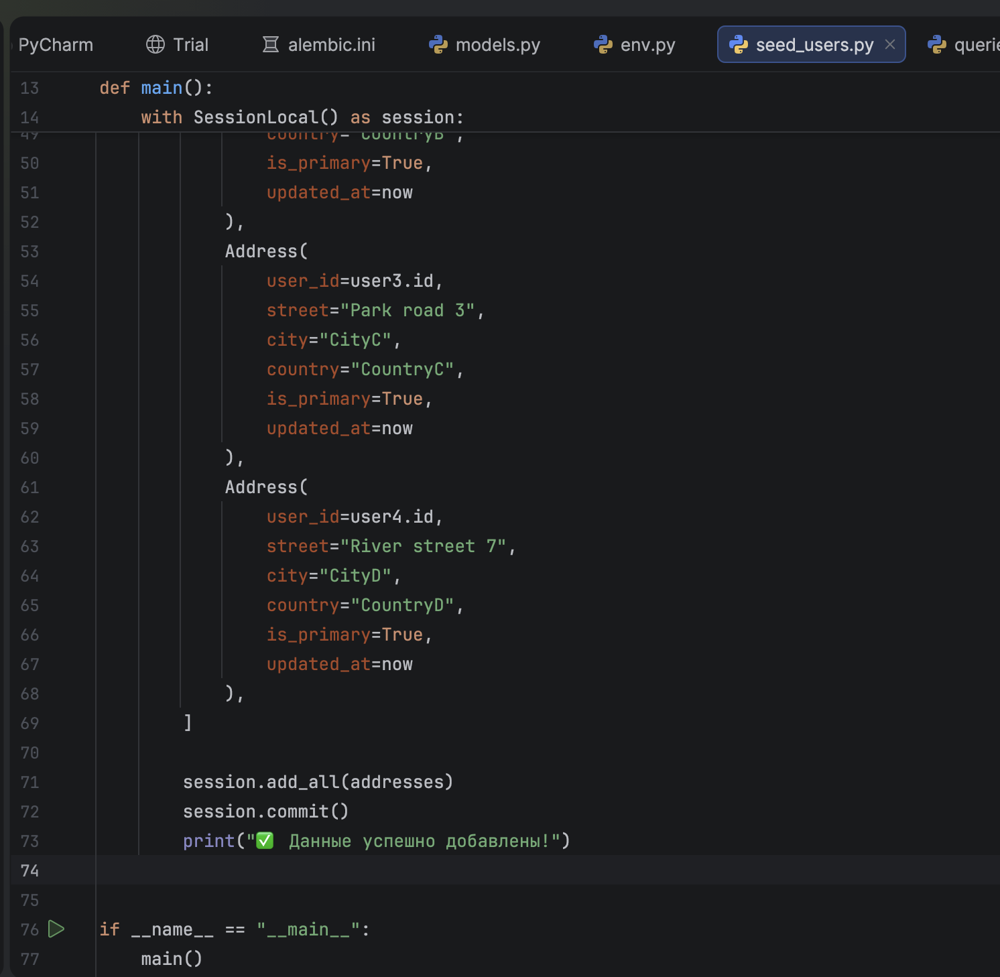 PyCharm Trial alembic.ini models.py env.py seed_users.py
13 def main():
14 with SessionLocal() as session:
49 country="CountryB",
50 is_primary=True,
51 updated_at=now
52 ),
53 Address(
54 user_id=user3.id,
55 street="Park road 3",
56 city="CityC",
57 country="CountryC",
58 is_primary=True,
59 updated_at=now
60 ),
61 Address(
62 user_id=user4.id,
63 street="River street 7",
64 city="CityD",
65 country="CountryD",
66 is_primary=True,
67 updated_at=now
68 ),
69 ]
70
71 session.add_all(addresses)
72 session.commit()
73 print("✅ Данные успешно добавлены!")
74
75
76 if __name__ == "__main__":
77 main()